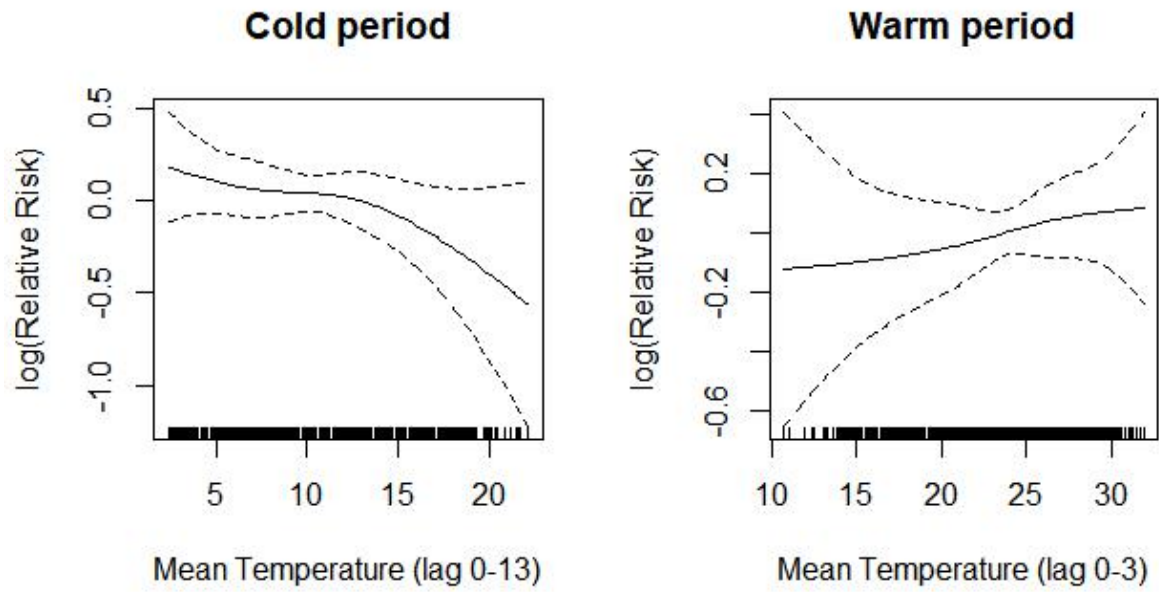 Cold period
log(Relative Risk)
0.5
0.0
-0.5
-1.0
5 10 15 20
Mean Temperature (lag 0-13)
Warm period
log(Relative Risk)
0.2
-0.2
-0.6
10 15 20 25 30
Mean Temperature (lag 0-3)